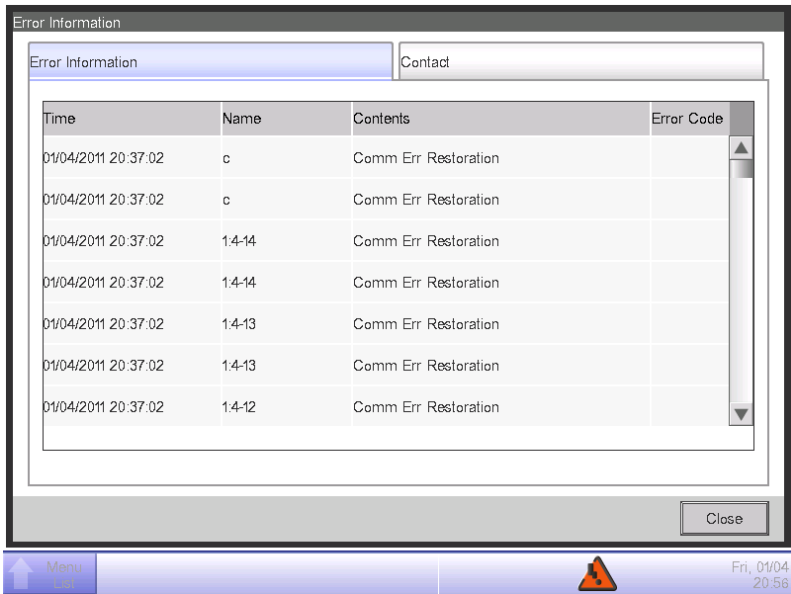 Error Information
Error Information Contact
Time Name Contents Error Code
01/04/2011 20:37:02 c Comm Err Restoration
01/04/2011 20:37:02 c Comm Err Restoration
01/04/2011 20:37:02 1:4-14 Comm Err Restoration
01/04/2011 20:37:02 1:4-14 Comm Err Restoration
01/04/2011 20:37:02 1:4-13 Comm Err Restoration
01/04/2011 20:37:02 1:4-13 Comm Err Restoration
01/04/2011 20:37:02 1:4-12 Comm Err Restoration
Close
Menu
List
Fri, 01/04
20:56